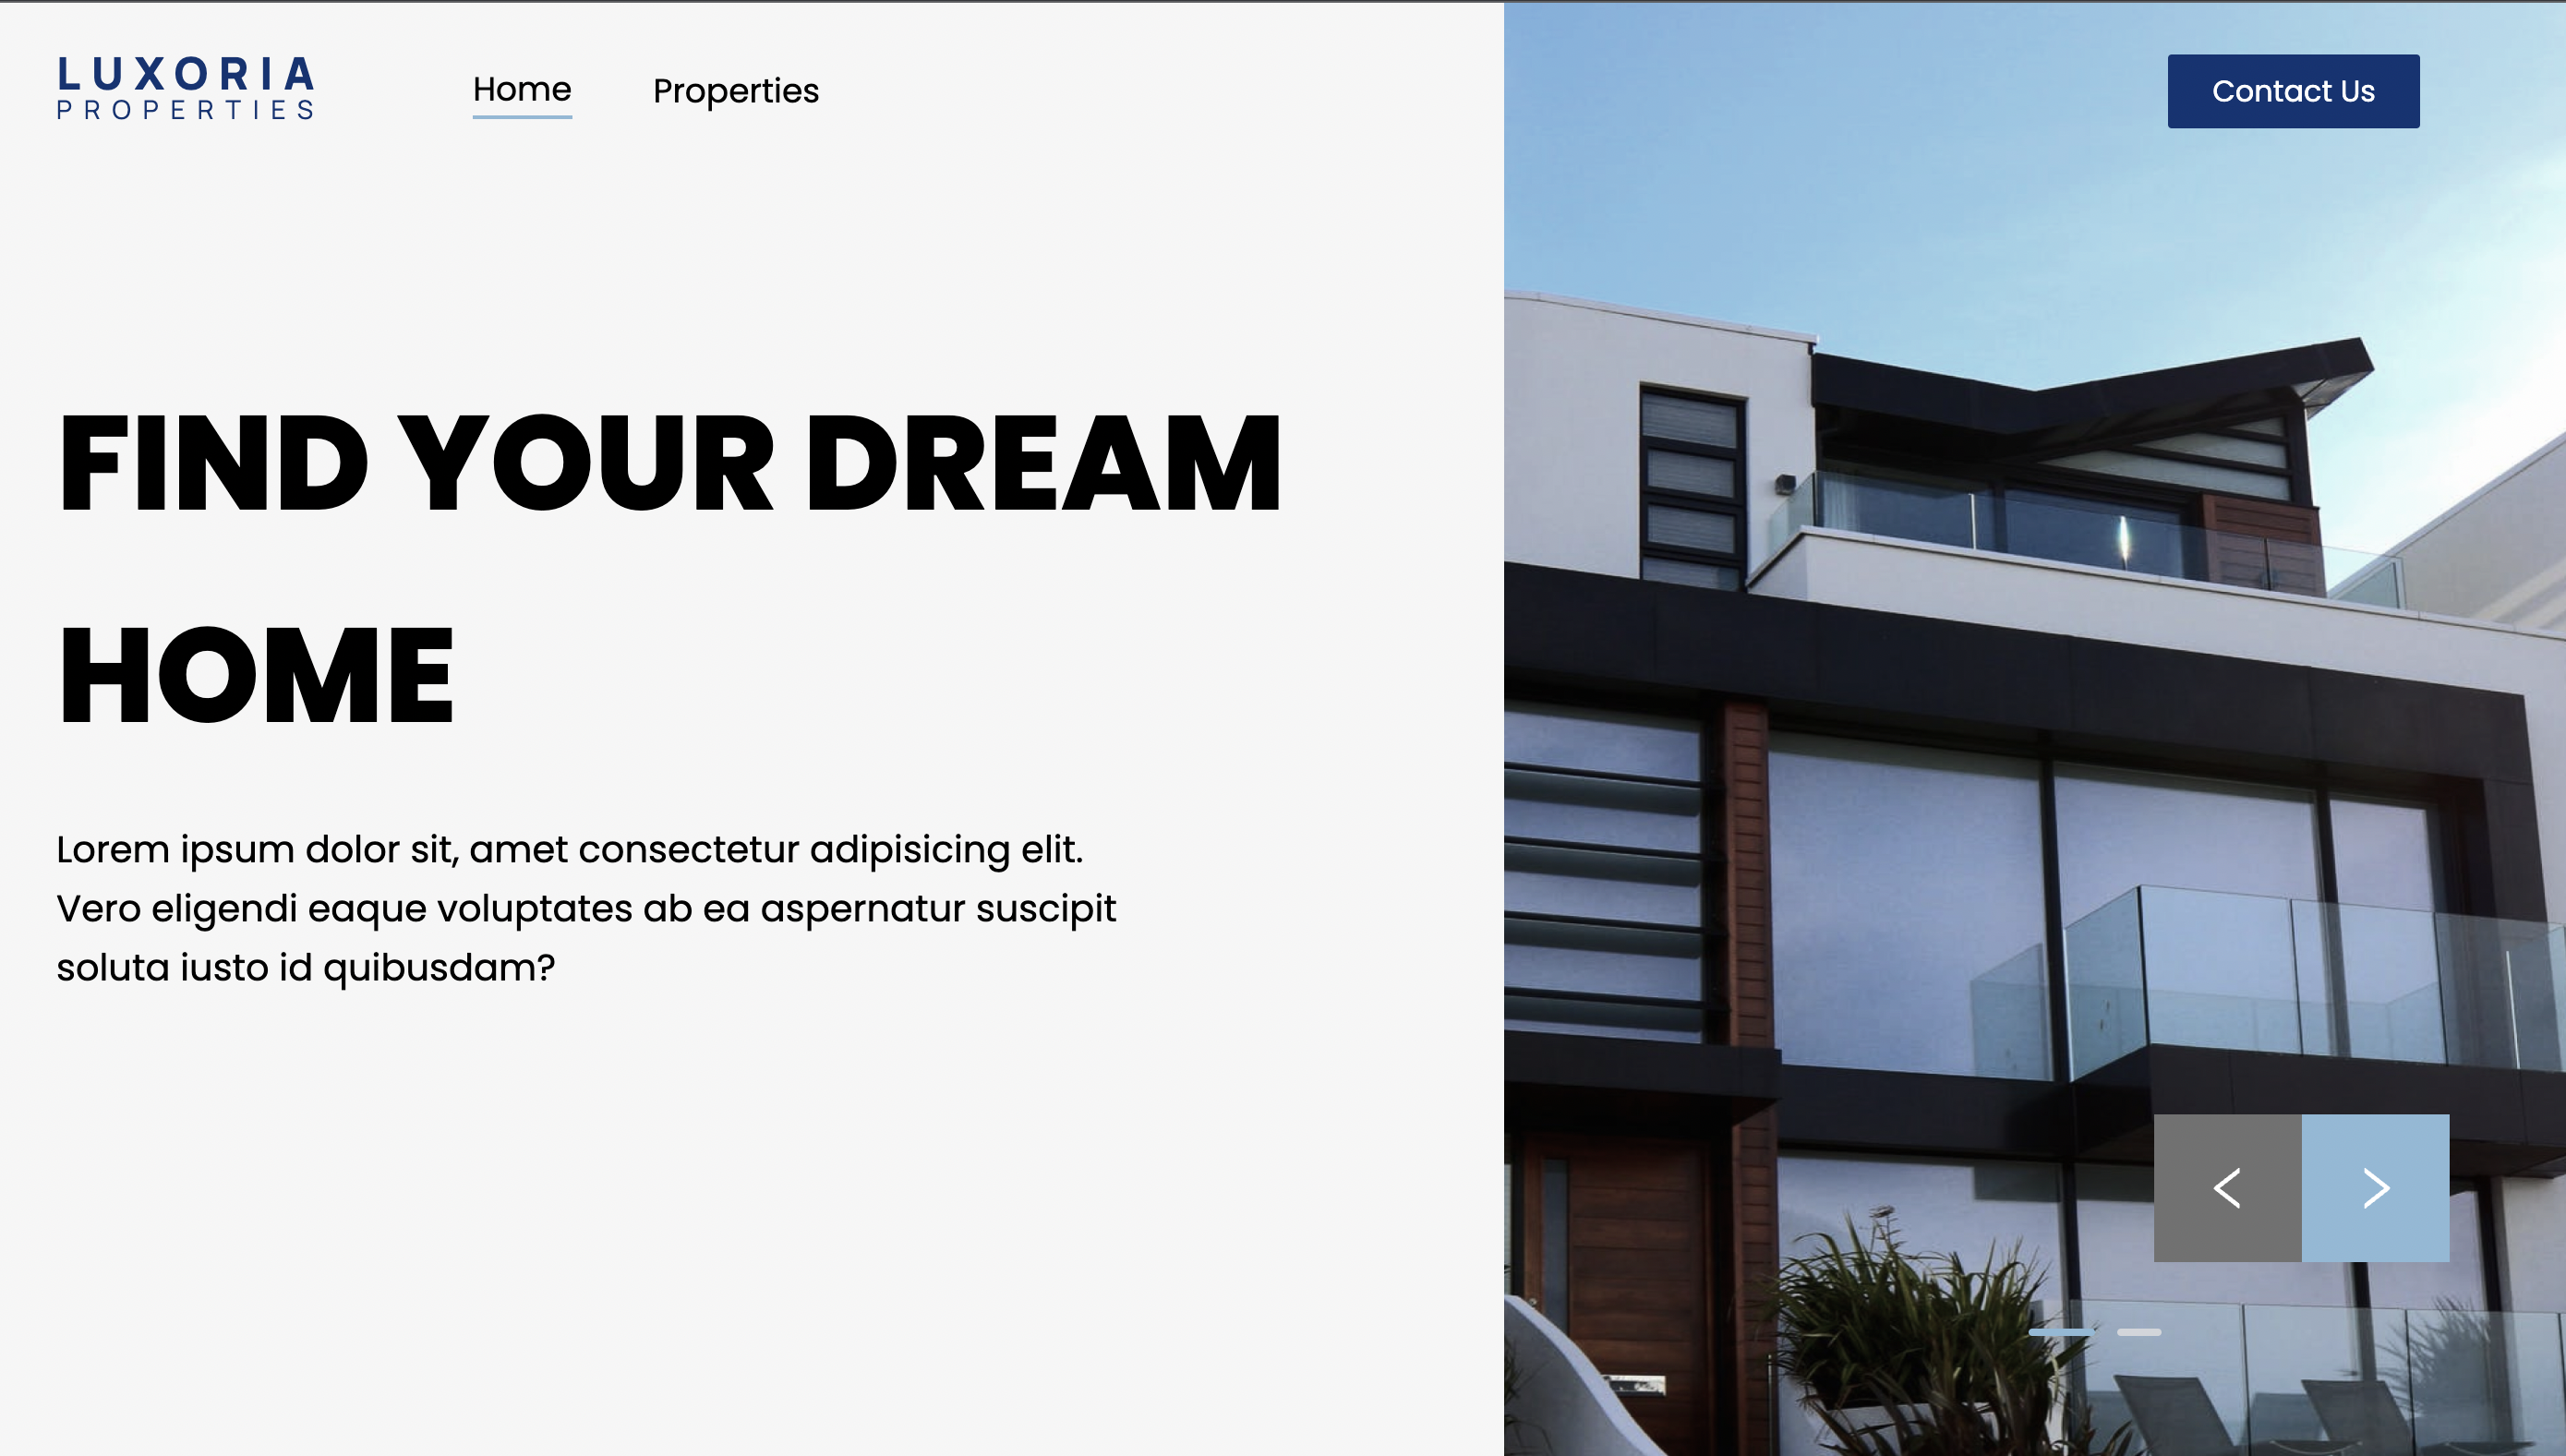 LUXORIA
PROPERTIES
Home
Properties
Contact Us
FIND YOUR DREAM
HOME
Lorem ipsum dolor sit, amet consectetur adipisicing elit.
Vero eligendi eaque voluptates ab ea aspernatur suscipit
soluta iusto id quibusdam?